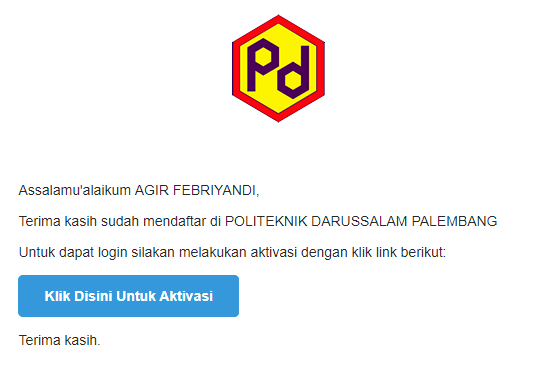 Pd
Assalamu'alaikum AGIR FEBRIYANDI,
Terima kasih sudah mendaftar di POLITEKNIK DARUSSALAM PALEMBANG
Untuk dapat login silakan melakukan aktivasi dengan klik link berikut:
Klik Disini Untuk Aktivasi
Terima kasih.